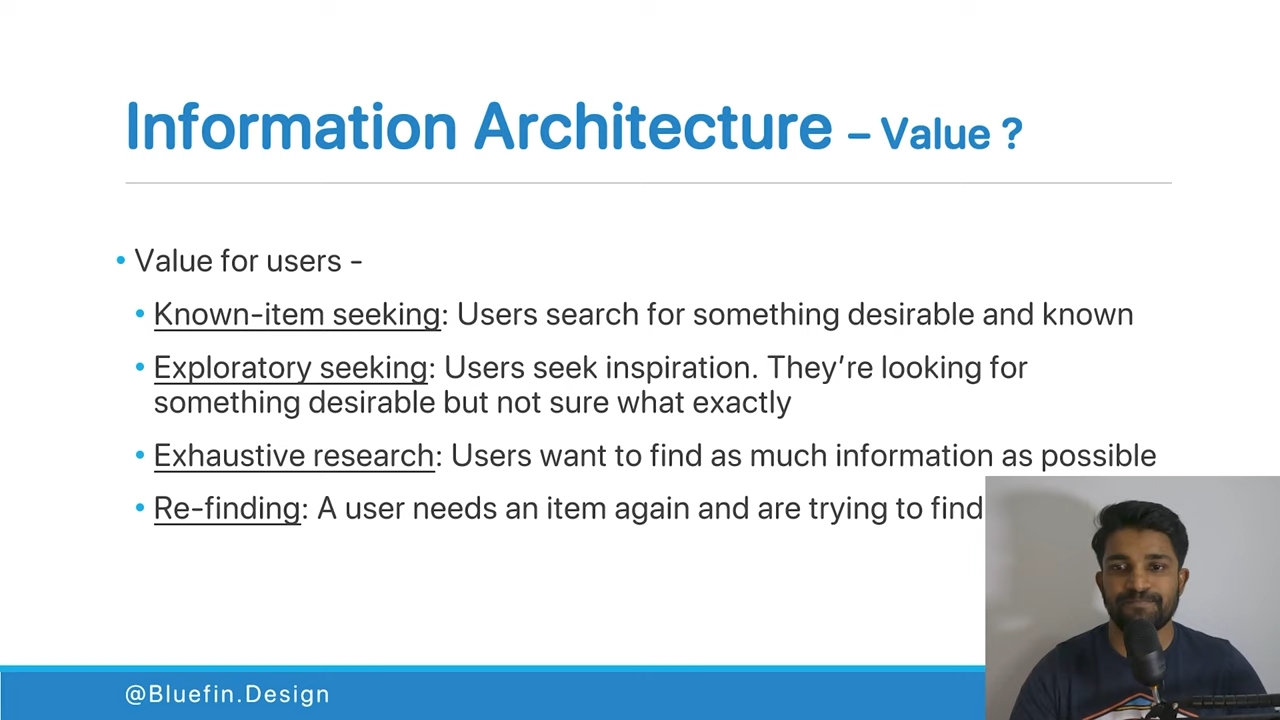 Information Architecture – Value ?
• Value for users -
• Known-item seeking: Users search for something desirable and known
• Exploratory seeking: Users seek inspiration. They’re looking for
something desirable but not sure what exactly
• Exhaustive research: Users want to find as much information as possible
• Re-finding: A user needs an item again and are trying to find
@Bluefin.Design